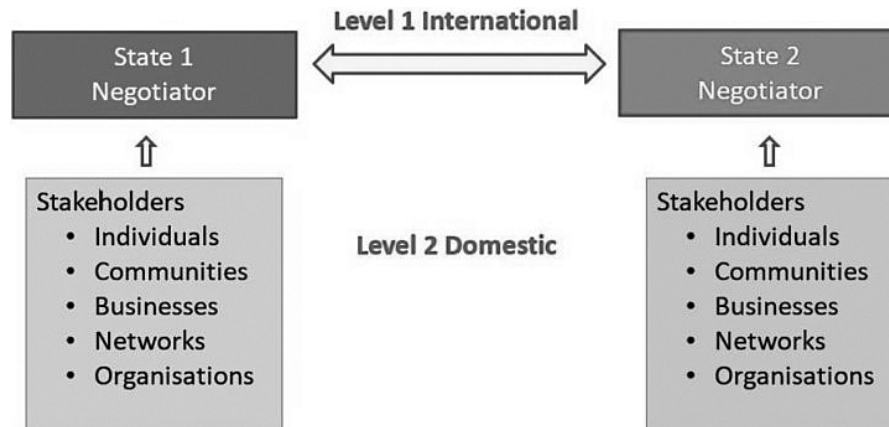 Level 1 International
State 1
Negotiator
State 2
Negotiator
Stakeholders
• Individuals
• Communities
• Businesses
• Networks
• Organisations
Level 2 Domestic
Stakeholders
• Individuals
• Communities
• Businesses
• Networks
• Organisations